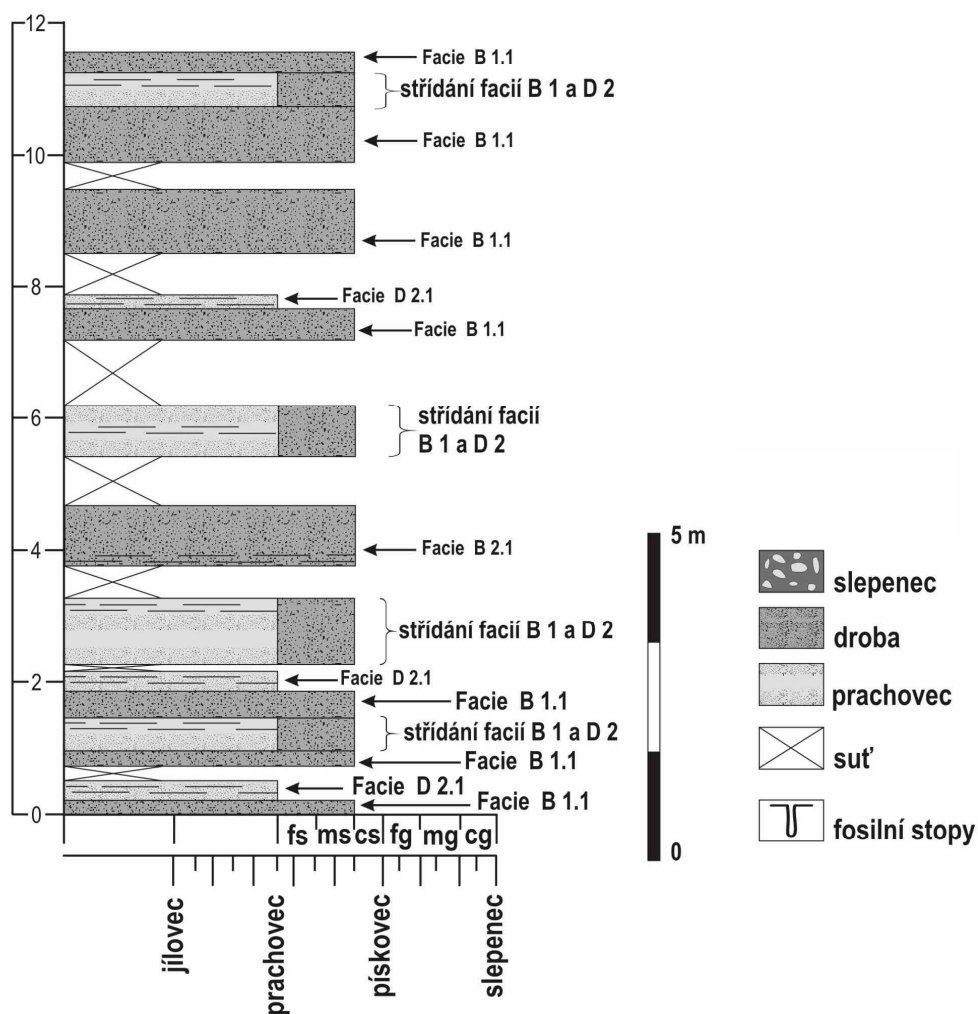 12
Facie B 1.1
střídání facií B 1 a D 2
10
Facie B 1.1
Facie B 1.1
8
Facie D 2.1
Facie B 1.1
6
střídání facií
B 1 a D 2
4
Facie B 2.1
střídání facií B 1 a D 2
2
Facie D 2.1
Facie B 1.1
střídání facií B 1 a D 2
Facie B 1.1
Facie D 2.1
Facie B 1.1
0
fs ms cs fg mg cg
jílovec
prachovec
pískovec
slepenec
5 m
0
slepenec
droba
prachovec
suť
fosilní stopy